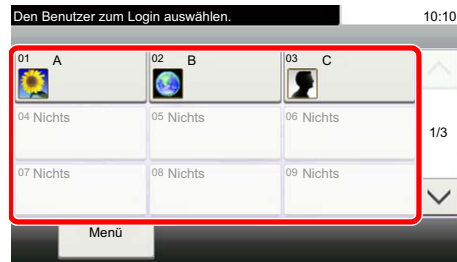 Den Benutzer zum Login auswählen. 10:10
01 A 02 B 03 C
04 Nichts 05 Nichts 06 Nichts
1/3
07 Nichts 08 Nichts 09 Nichts
Menü